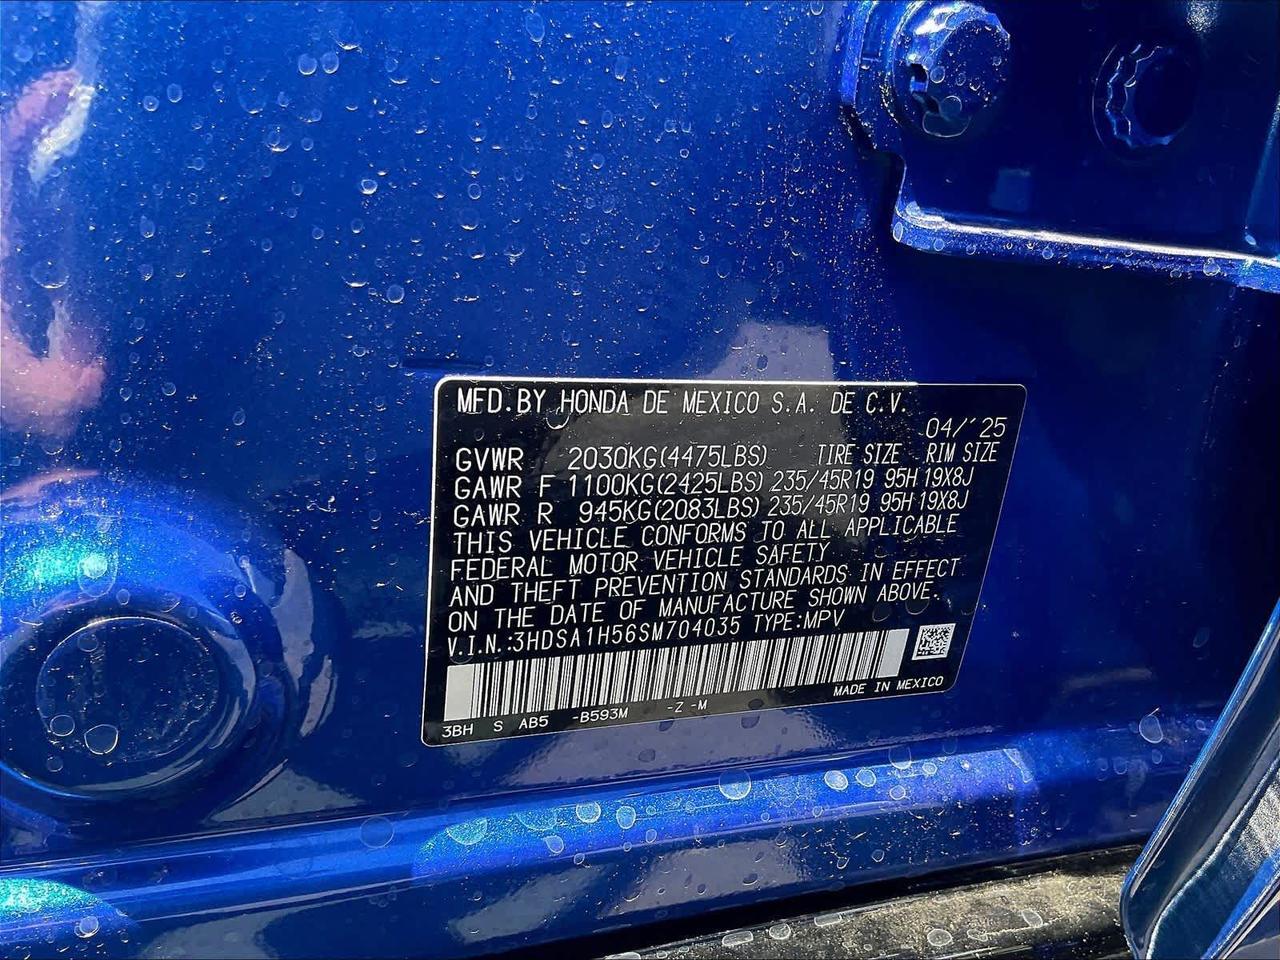 MFD.BY HONDA DE MEXICO S.A. DE C.V.
04/'25
GVWR 2030KG(4475LBS) TIRE SIZE RIM SIZE
GAWR F 1100KG(2425LBS) 235/45R19 95H 19X8J
GAWR R 945KG(2083LBS) 235/45R19 95H 19X8J
THIS VEHICLE CONFORMS TO ALL APPLICABLE
FEDERAL MOTOR VEHICLE SAFETY
AND THEFT PREVENTION STANDARDS IN EFFECT
ON THE DATE OF MANUFACTURE SHOWN ABOVE.
V.I.N.:3HDSA1H56SM704035 TYPE:MPV
MADE IN MEXICO
3BH S AB5 -B593M -Z -M